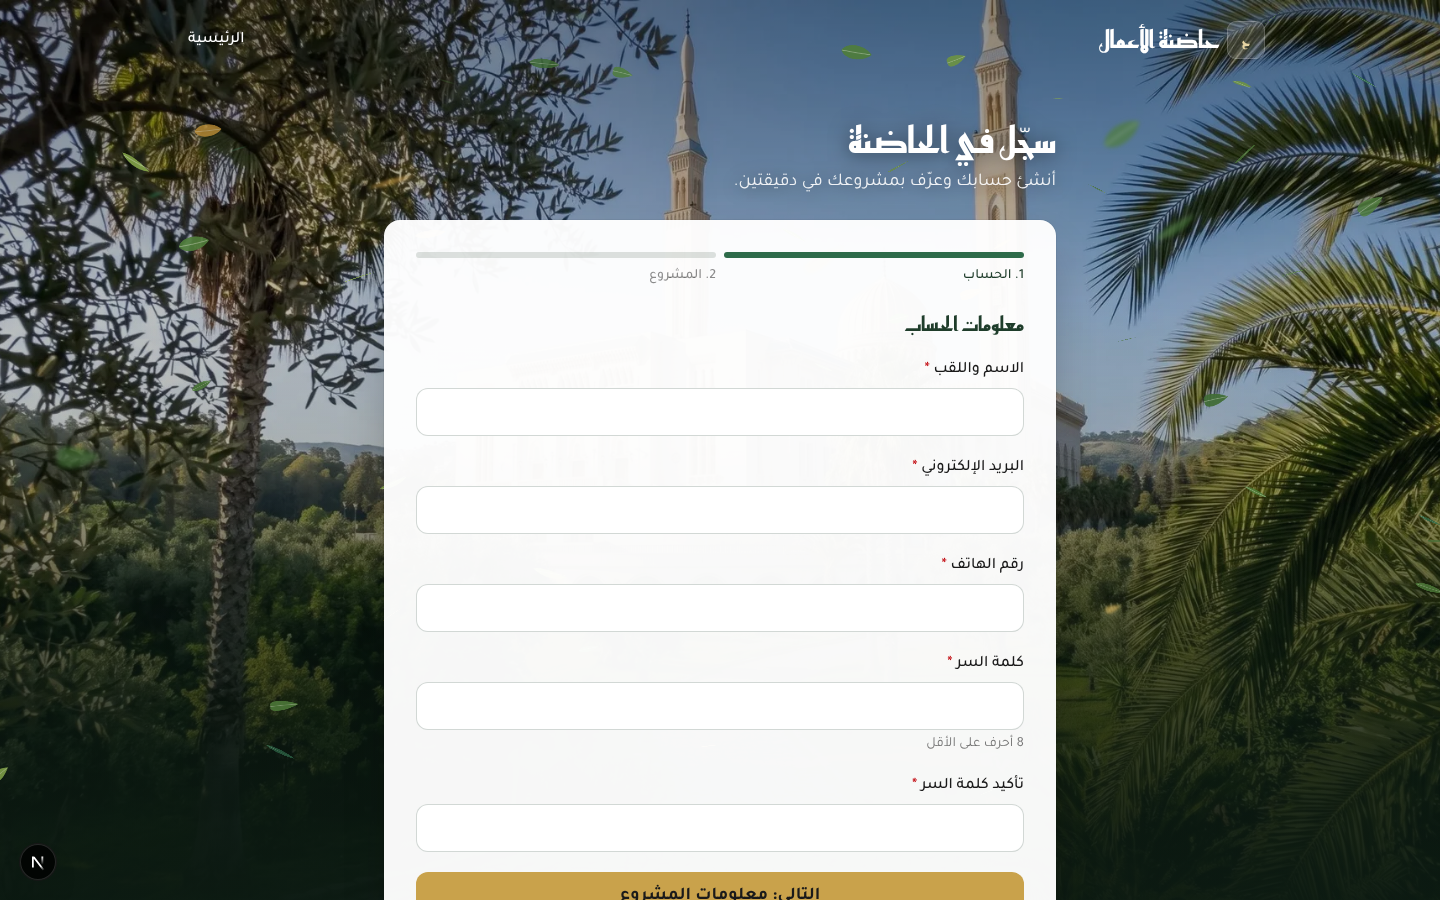 ح
حاضنة الأعمال
الرئيسية
سجّل في الحاضنة
أنشئ حسابك وعرّف بمشروعك في دقيقتين.
1. الحساب
2. المشروع
معلومات الحساب
الاسم واللقب *
البريد الإلكتروني *
رقم الهاتف *
كلمة السر *
8 أحرف على الأقل
تأكيد كلمة السر *
التالي: معلومات المشروع
N